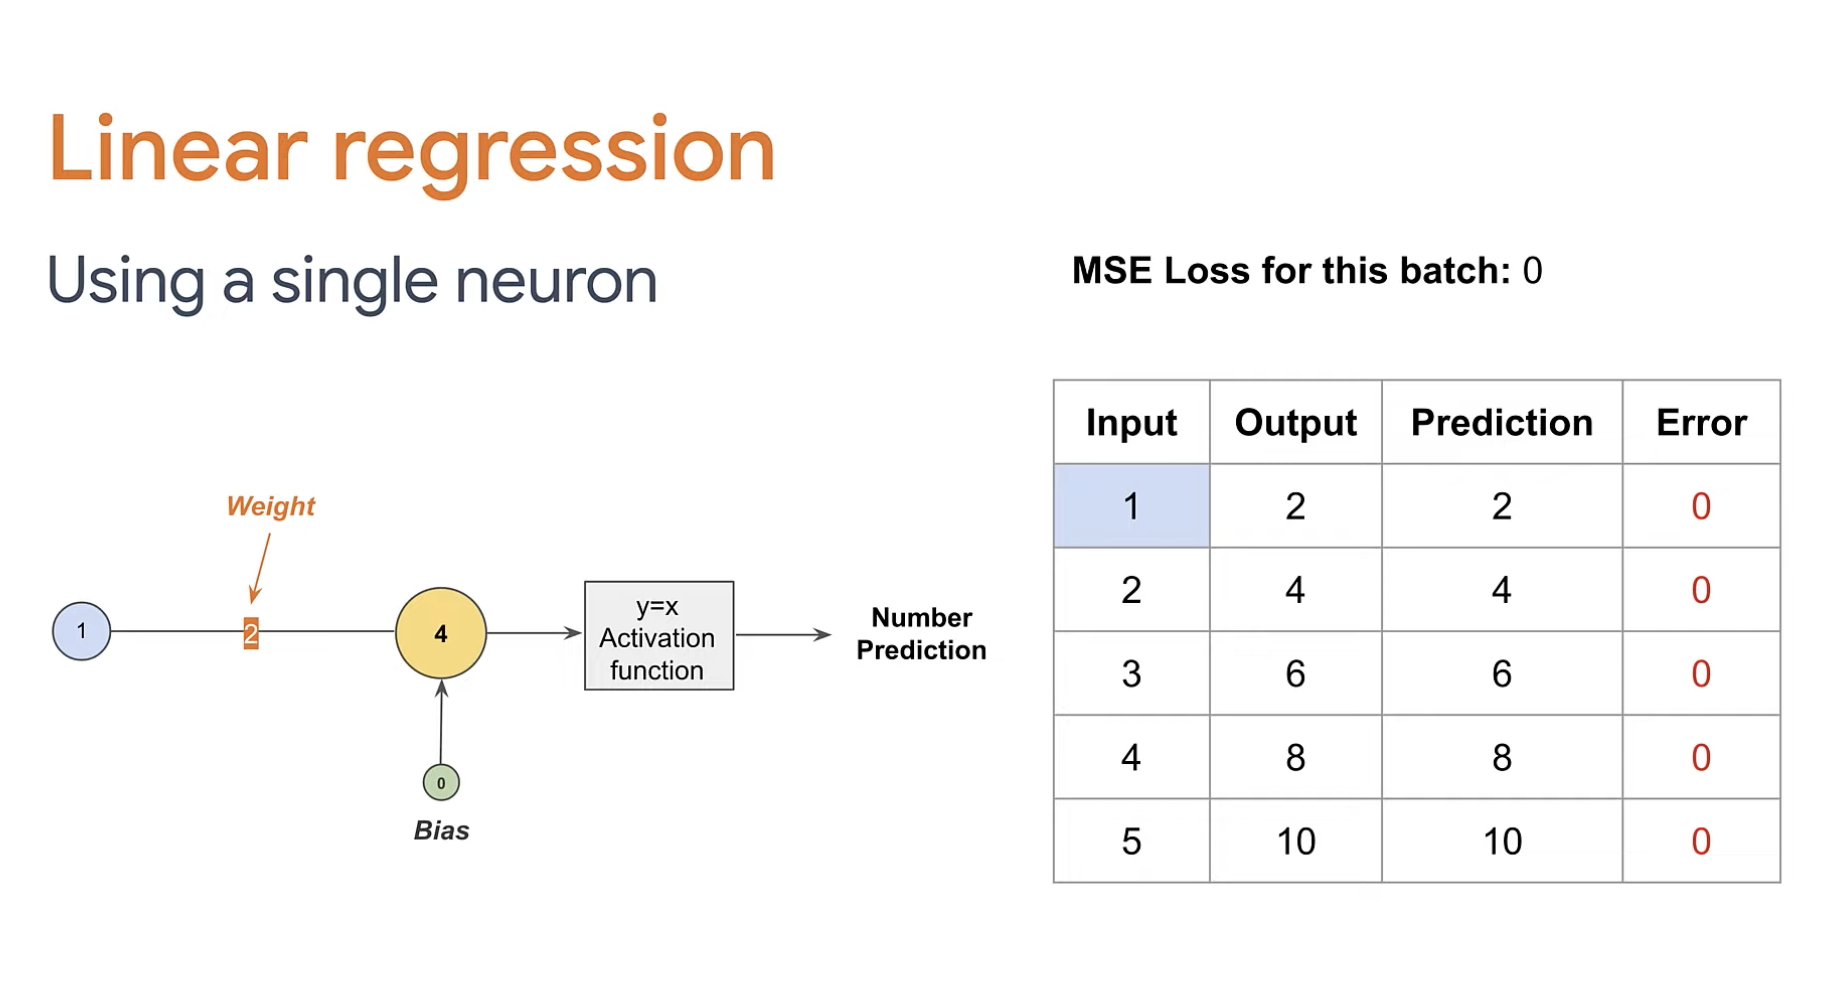 Linear regression
Using a single neuron
MSE Loss for this batch: 0
Weight
1
2
4
y=x
Activation
function
Number
Prediction
0
Bias
Input Output Prediction Error
1 2 2 0
2 4 4 0
3 6 6 0
4 8 8 0
5 10 10 0